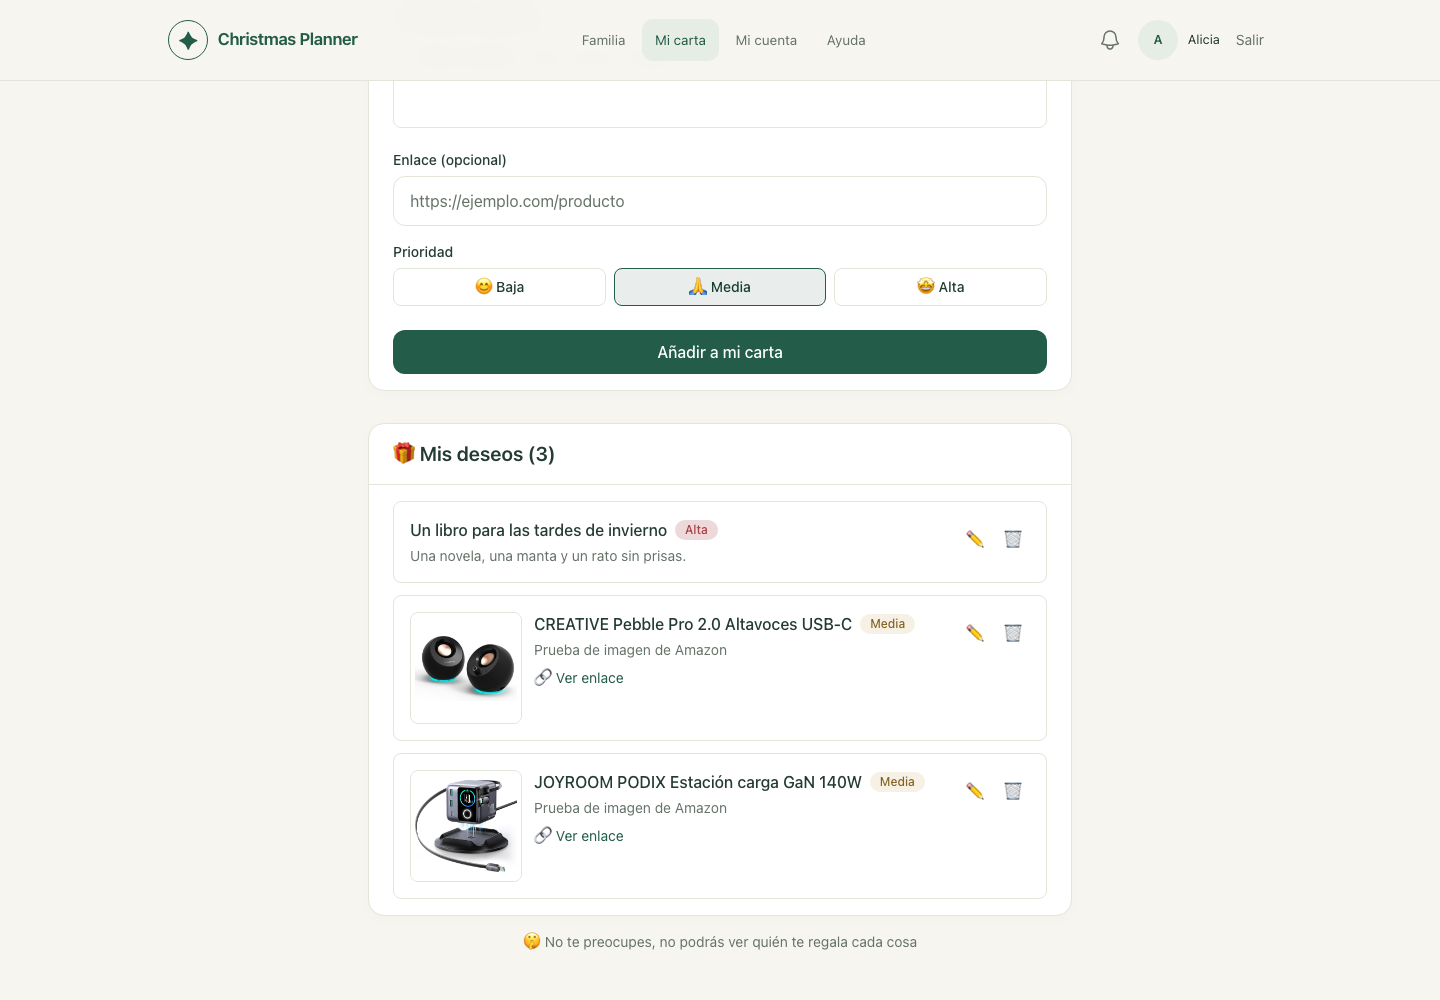 Christmas Planner
Familia
Mi carta
Mi cuenta
Ayuda
A
Alicia
Salir
Enlace (opcional)
https://ejemplo.com/producto
Prioridad
😊 Baja
🙏 Media
🤩 Alta
Añadir a mi carta
🎁 Mis deseos (3)
Un libro para las tardes de invierno Alta
Una novela, una manta y un rato sin prisas.
CREATIVE Pebble Pro 2.0 Altavoces USB-C Media
Prueba de imagen de Amazon
🔗 Ver enlace
JOYROOM PODIX Estación carga GaN 140W Media
Prueba de imagen de Amazon
🔗 Ver enlace
🤫 No te preocupes, no podrás ver quién te regala cada cosa